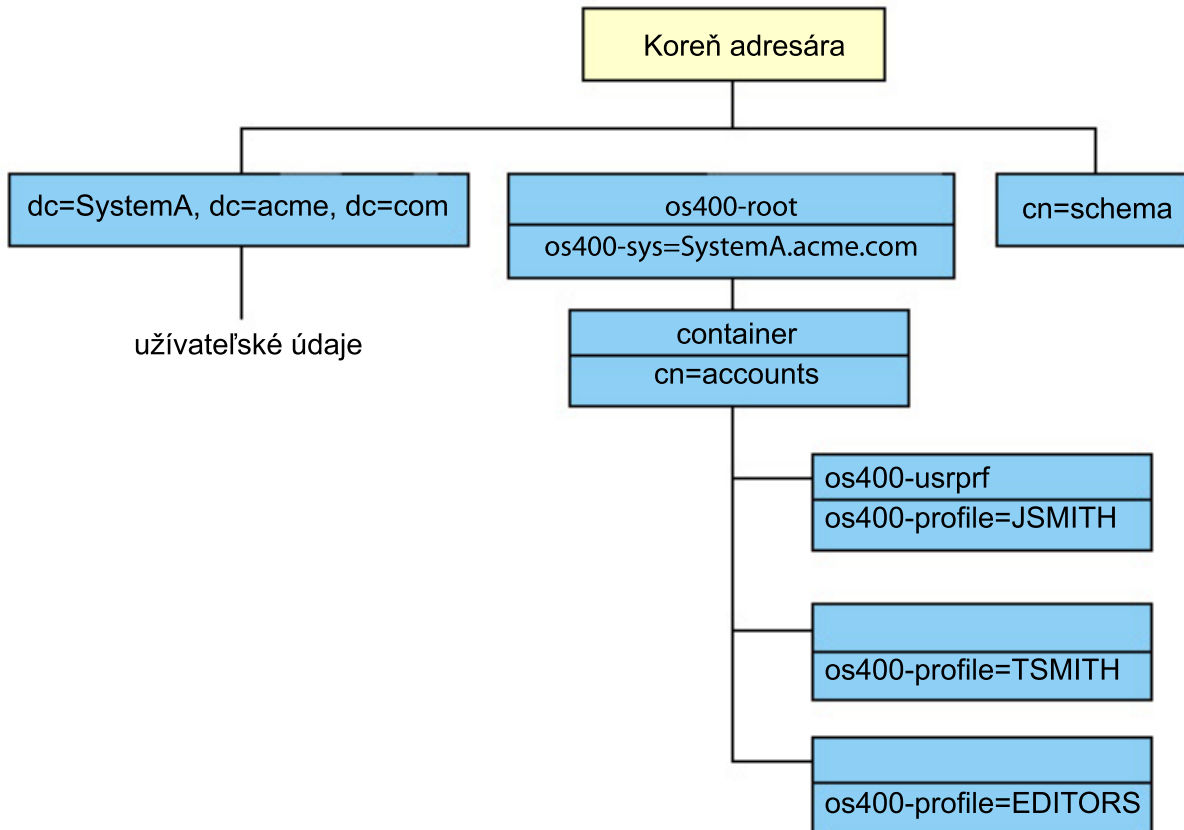 Koreň adresára
dc=SystemA, dc=acme, dc=com
os400-root
os400-sys=SystemA.acme.com
cn=schema
užívateľské údaje
container
cn=accounts
os400-usrprf
os400-profile=JSMITH
os400-profile=TSMITH
os400-profile=EDITORS